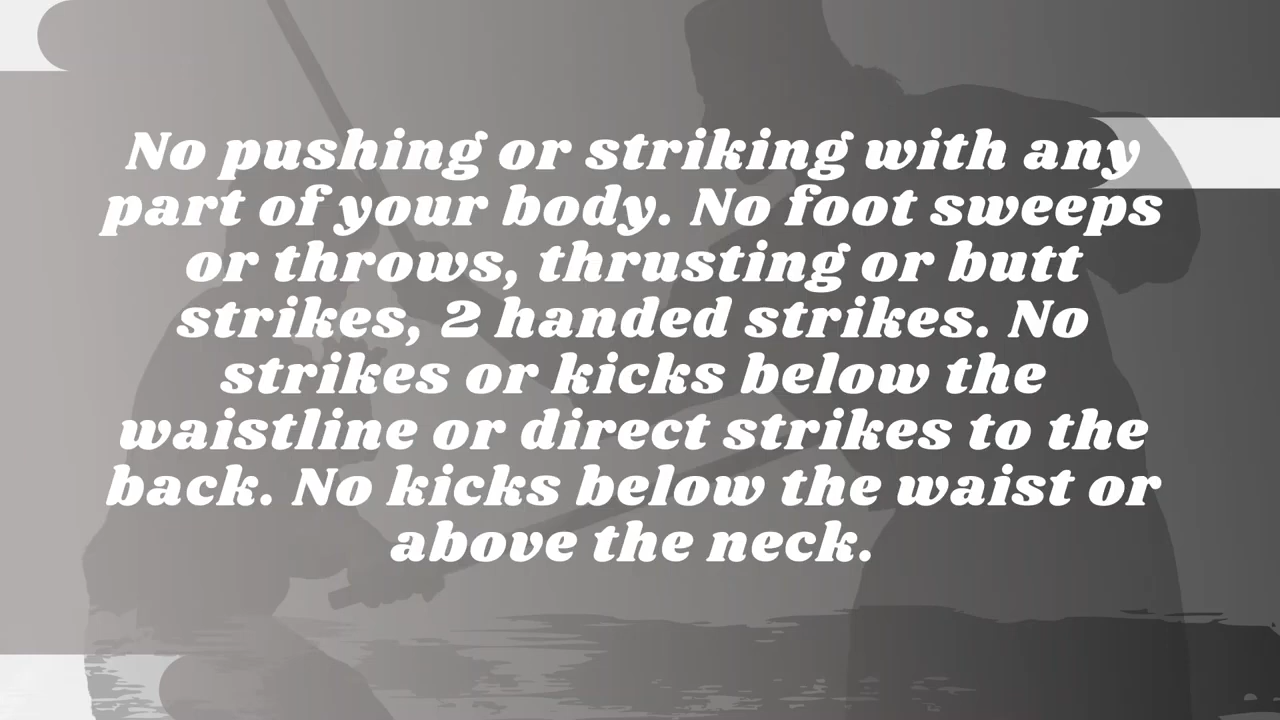 No pushing or striking with any
part of your body. No foot sweeps
or throws, thrusting or butt
strikes, 2 handed strikes. No
strikes or kicks below the
waistline or direct strikes to the
back. No kicks below the waist or
above the neck.